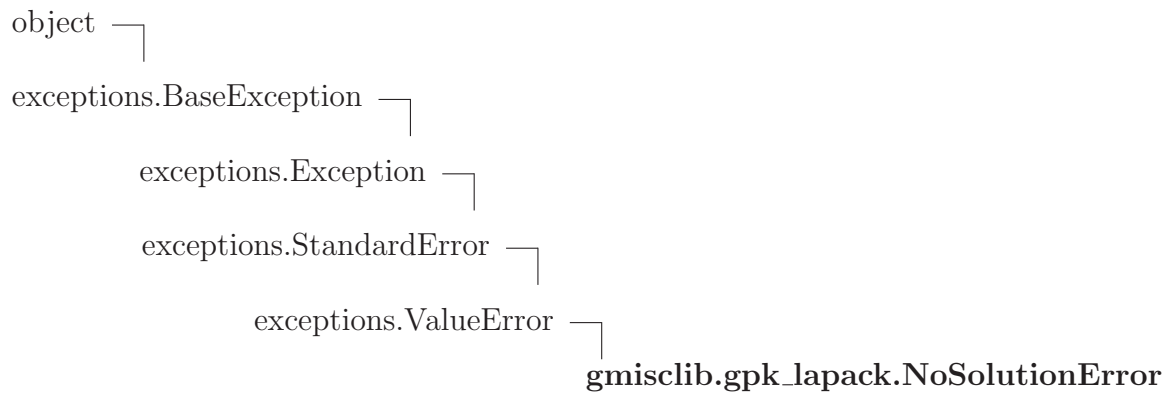 object
exceptions.BaseException
exceptions.Exception
exceptions.StandardError
exceptions.ValueError
gmisclib.gpk_lapack.NoSolutionError